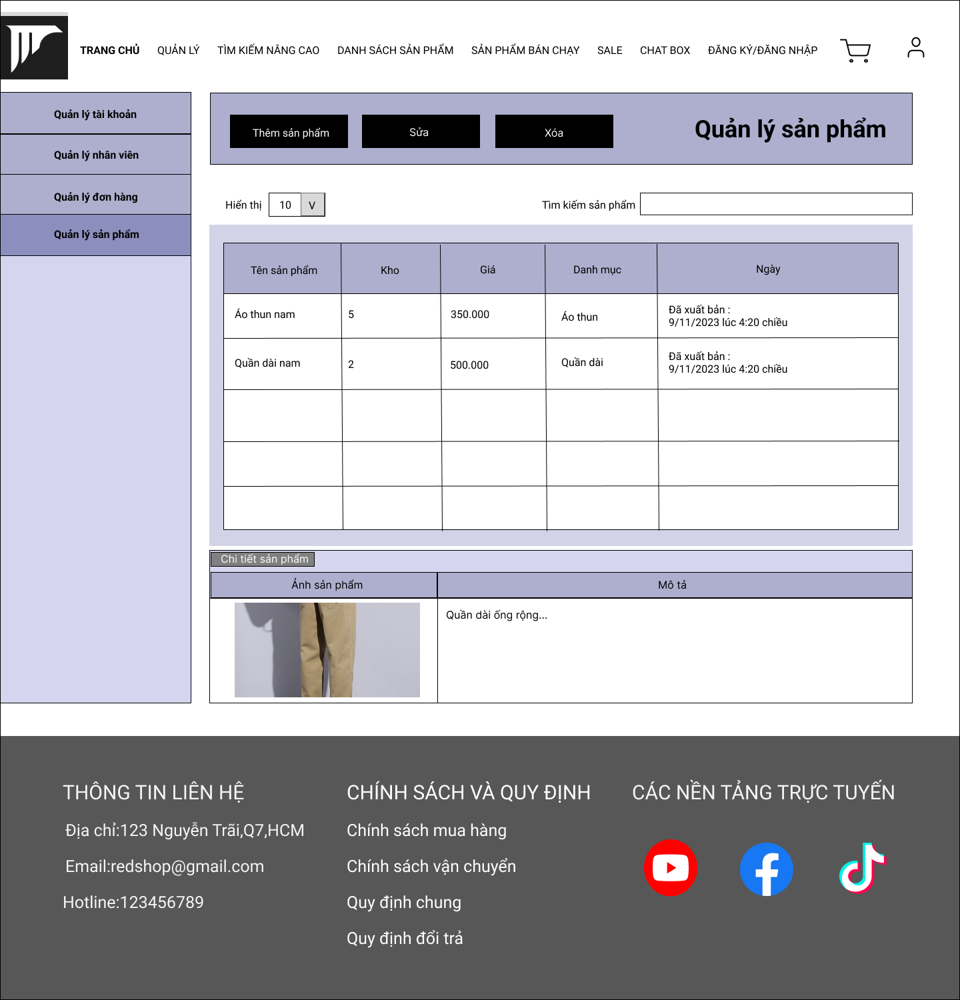 TRANG CHỦ QUẢN LÝ TÌM KIẾM NÂNG CAO DANH SÁCH SẢN PHẨM SẢN PHẨM BÁN CHẠY SALE CHAT BOX ĐĂNG KÝ/ĐĂNG NHẬP
Quản lý tài khoản
Quản lý nhân viên
Quản lý đơn hàng
Quản lý sản phẩm
Thêm sản phẩm Sửa Xóa Quản lý sản phẩm
Hiển thị 10 V Tìm kiếm sản phẩm
Tên sản phẩm Kho Giá Danh mục Ngày
Áo thun nam 5 350.000 Áo thun Đã xuất bản :
9/11/2023 lúc 4:20 chiều
Quần dài nam 2 500.000 Quần dài Đã xuất bản :
9/11/2023 lúc 4:20 chiều
Chi tiết sản phẩm
Ảnh sản phẩm Mô tả
Quần dài ống rộng...
THÔNG TIN LIÊN HỆ
Địa chỉ:123 Nguyễn Trãi,Q7,HCM
Email:redshop@gmail.com
Hotline:123456789
CHÍNH SÁCH VÀ QUY ĐỊNH
Chính sách mua hàng
Chính sách vận chuyển
Quy định chung
Quy định đổi trả
CÁC NỀN TẢNG TRỰC TUYẾN